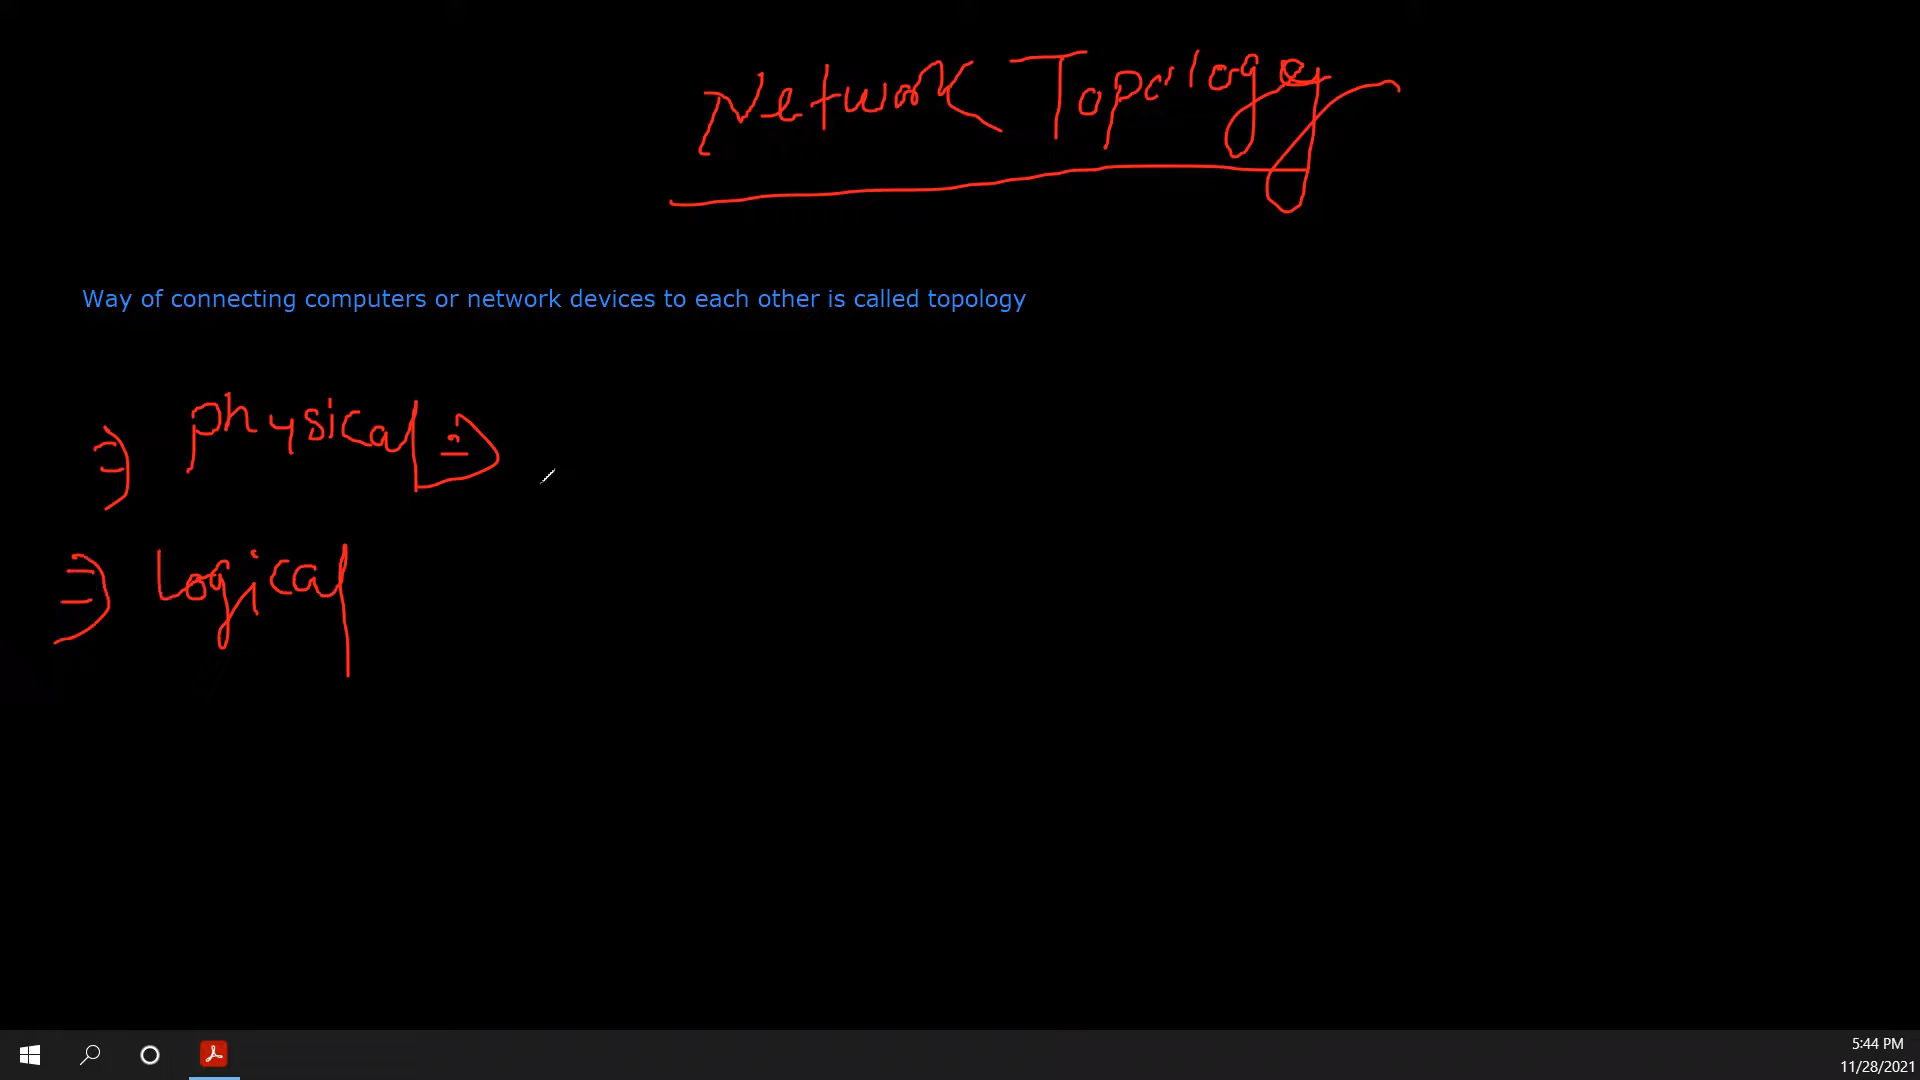 Network Topology
Way of connecting computers or network devices to each other is called topology
⇒ physical ⇒
⇒ Logical
5:44 PM
11/28/2021